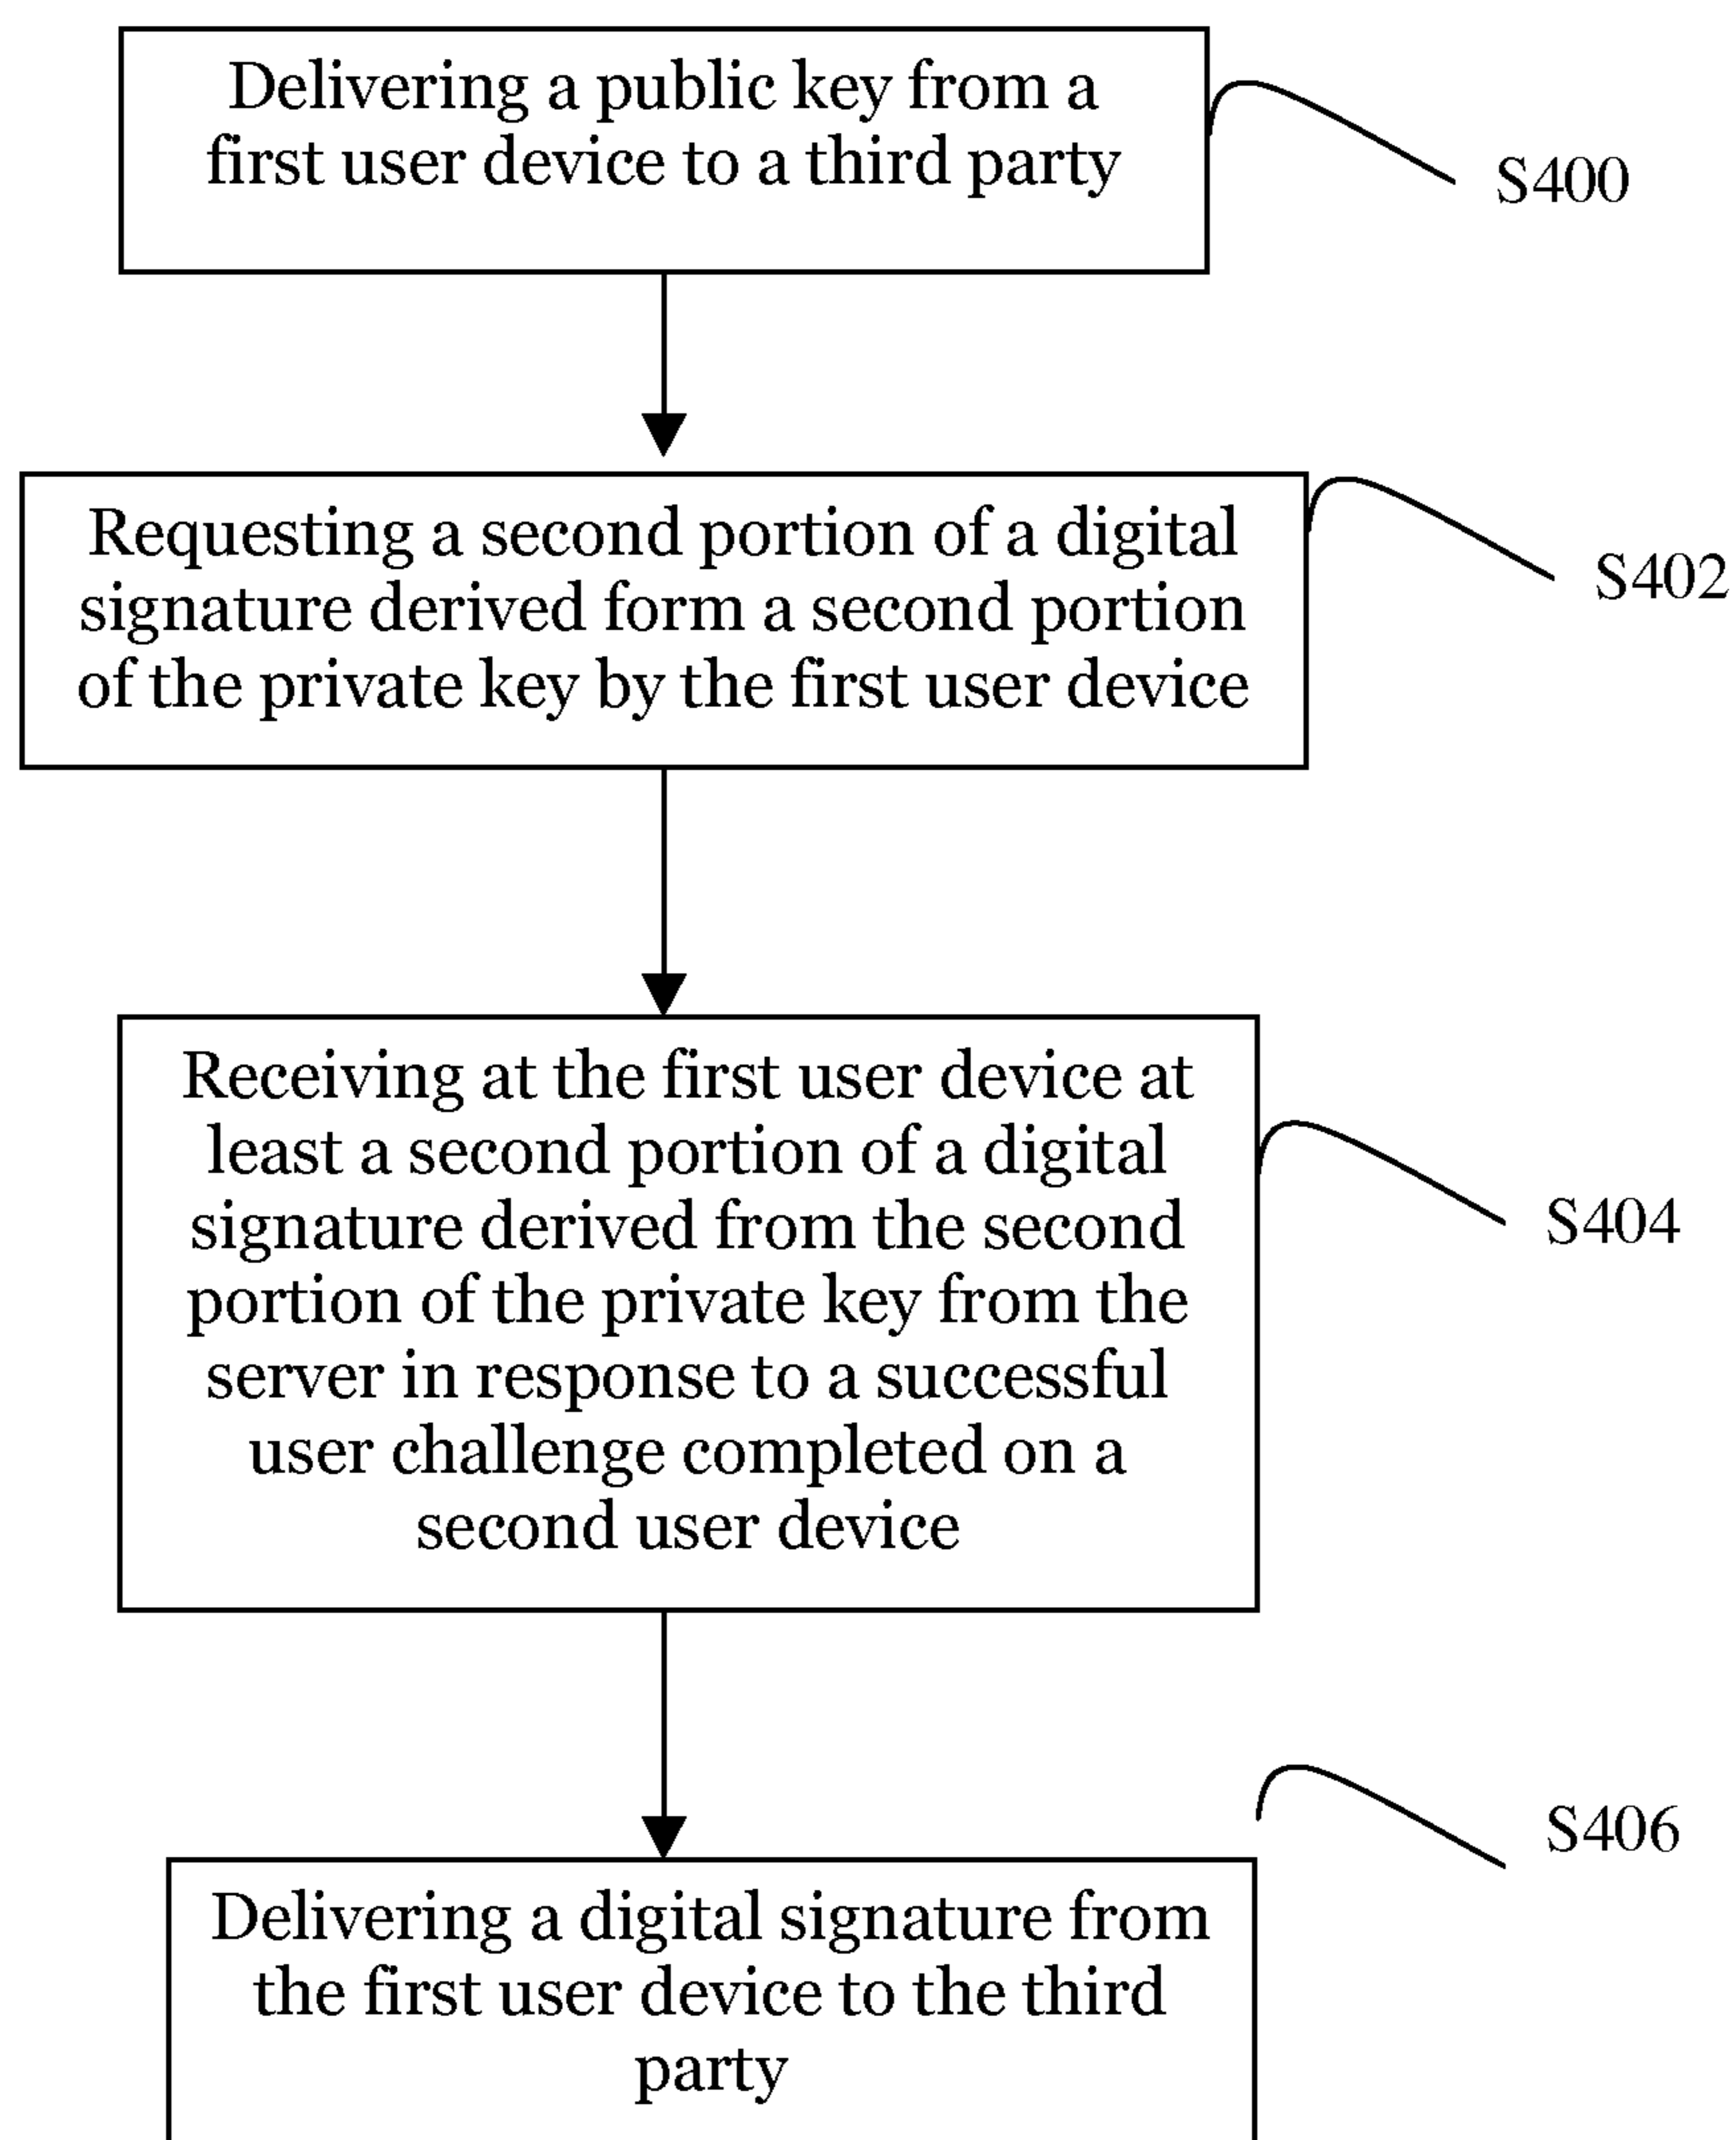 Delivering a public key from a
first user device to a third party
S400
Requesting a second portion of a digital
signature derived form a second portion
of the private key by the first user device
S402
Receiving at the first user device at
least a second portion of a digital
signature derived from the second
portion of the private key from the
server in response to a successful
user challenge completed on a
second user device
S404
S406
Delivering a digital signature from
the first user device to the third
party